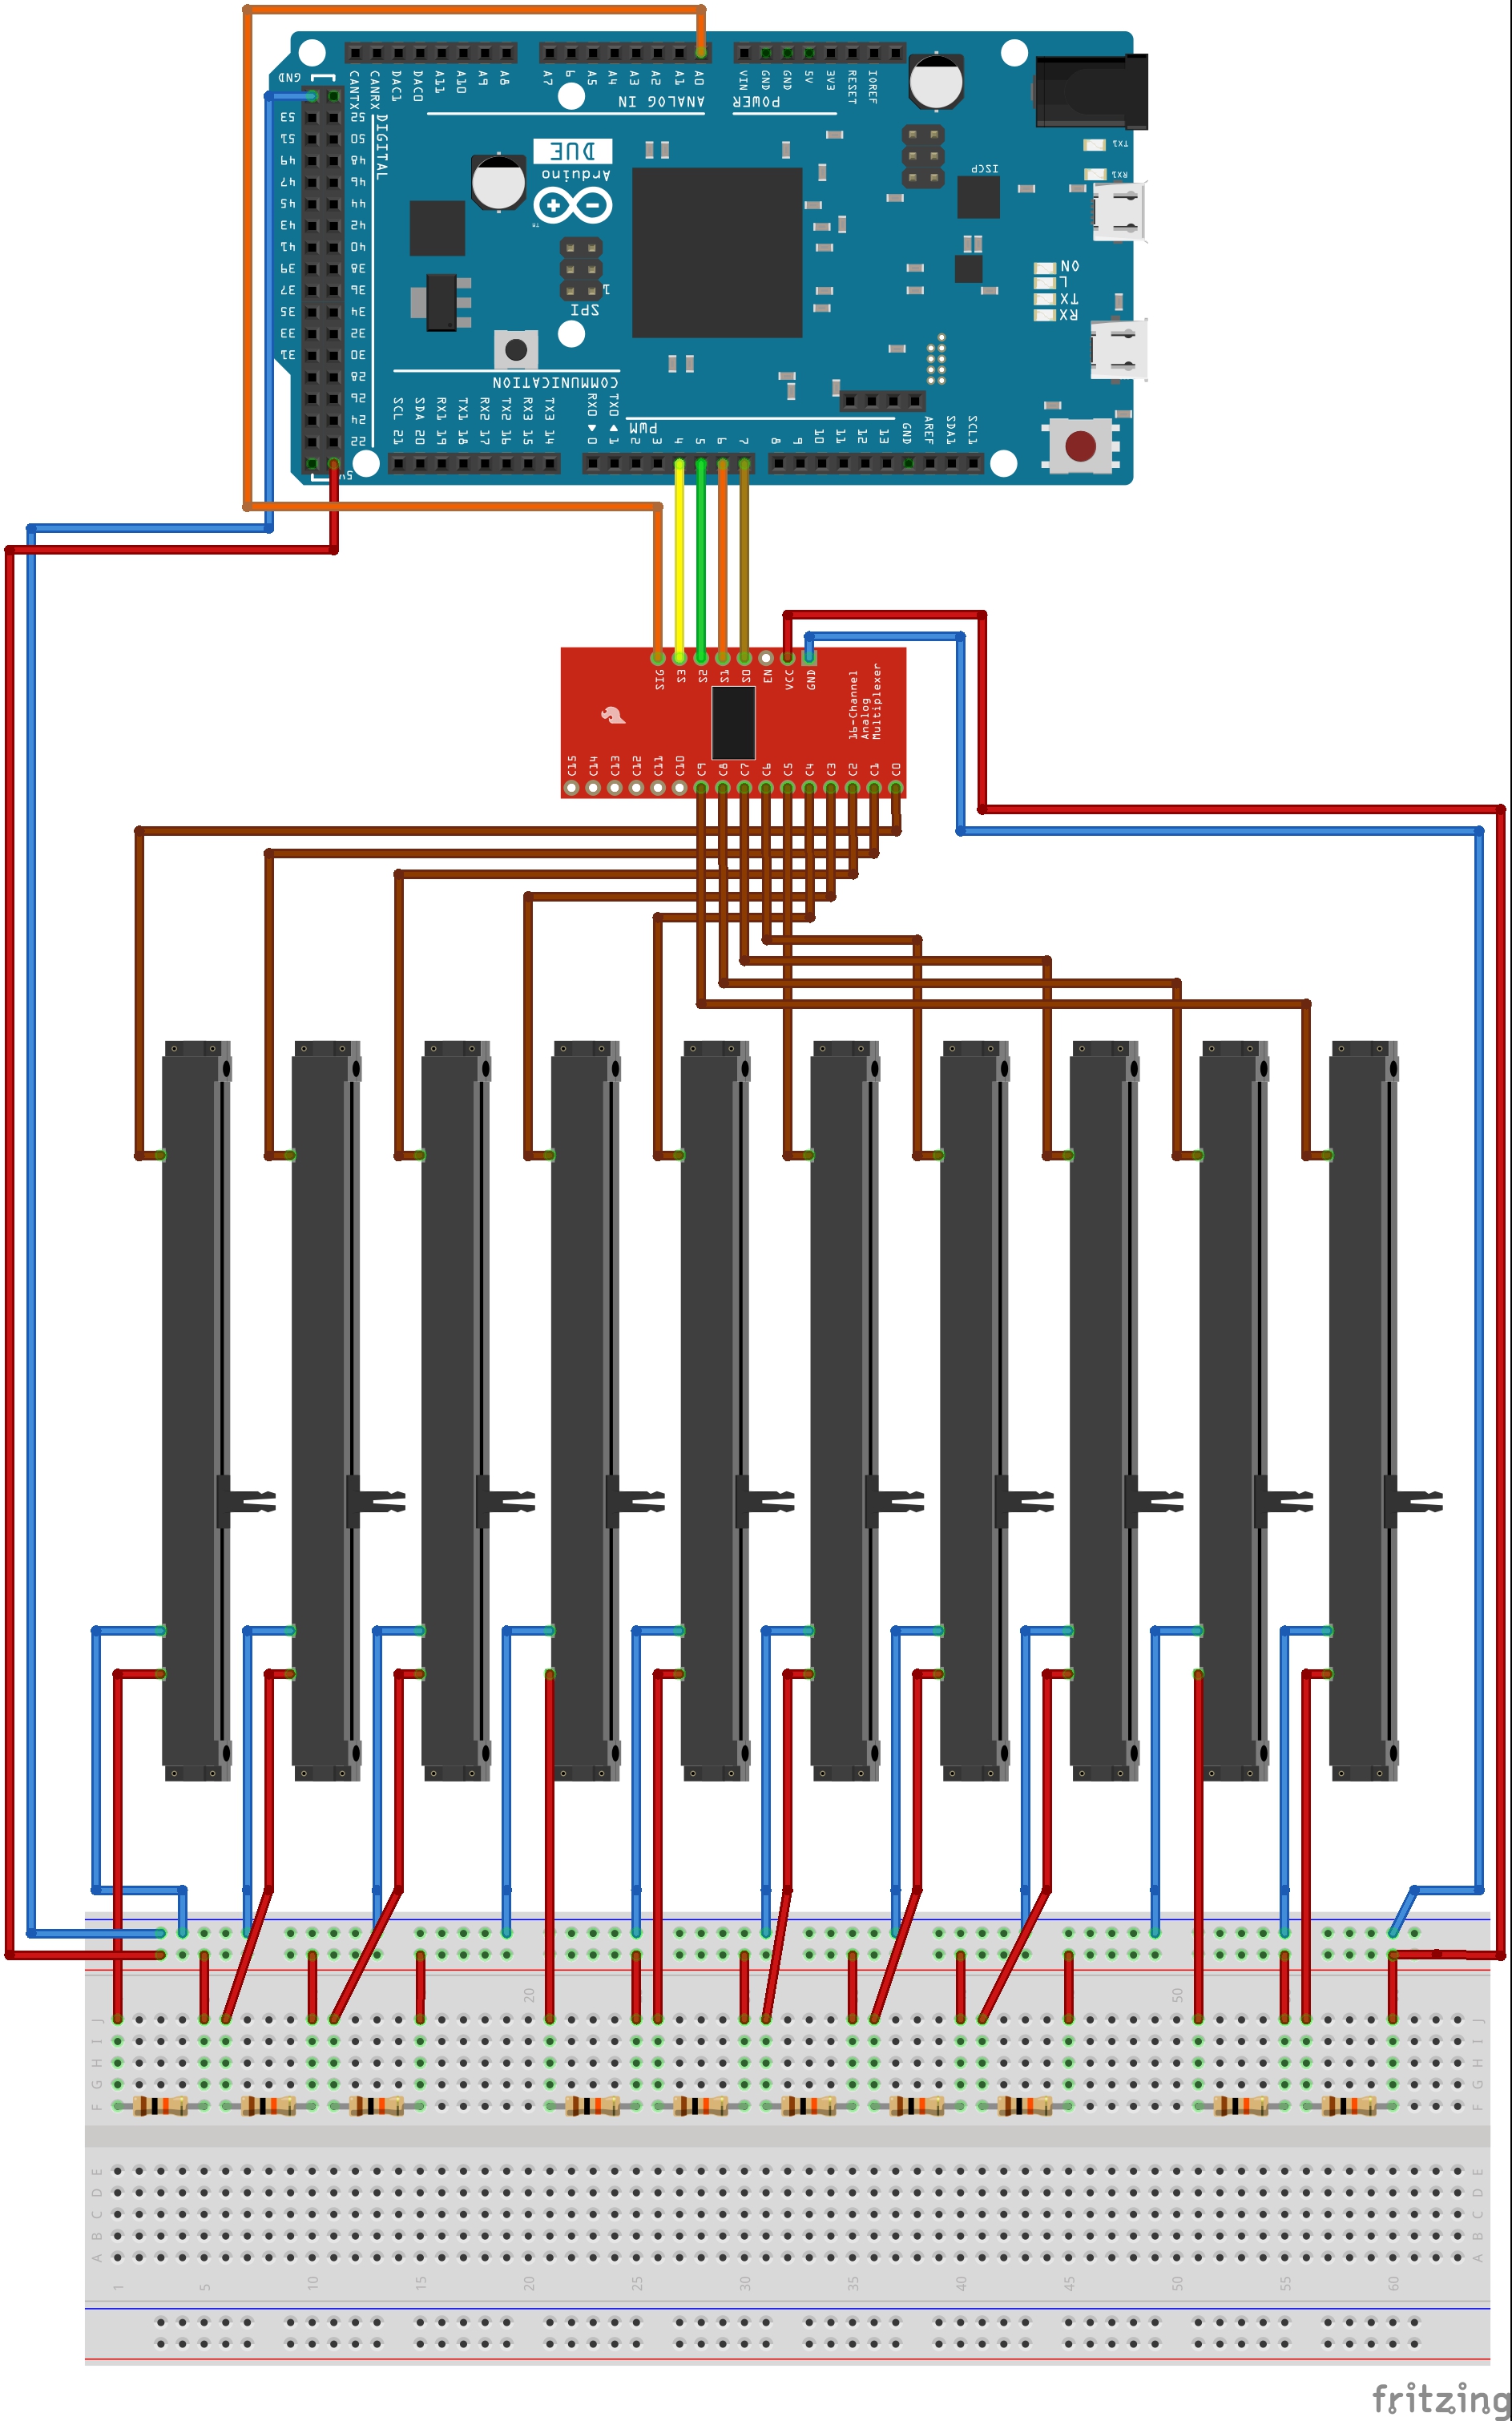 CANTX
CANRX
DAC1
DAC0
A11
A10
A9
A8
A7
6
A5
A4
A3
A2
A1
A0
VIN
GND
GND
5V
3V3
RESET
IOREF
GND
ANALOG IN
POWER
DIGITAL
53
52
51
50
49
48
47
46
45
44
43
42
41
40
39
38
37
36
35
34
33
32
31
30
28
26
24
22
5V
DUE
Arduino
TM
SPI
1
ICSP
TX1
RX1
ON
L
TX
RX
COMMUNICATION
PWM
SCL 21
SDA 20
RX1 19
TX1 18
RX2 17
TX2 16
RX3 15
TX3 14
RX0 ◄ 0
TX0 ► 1
2
3
4
5
6
7
8
9
10
11
12
13
GND
AREF
SDA1
SCL1
SIG
S3
S2
S1
S0
EN
VCC
GND
16-Channel
Analog
Multiplexer
C15
C14
C13
C12
C11
C10
C9
C8
C7
C6
C5
C4
C3
C2
C1
C0
20
50
J J
I I
H H
G G
F F
E E
D D
C C
B B
A A
1 5 10 15 20 25 30 35 40 45 50 55 60
fritzing